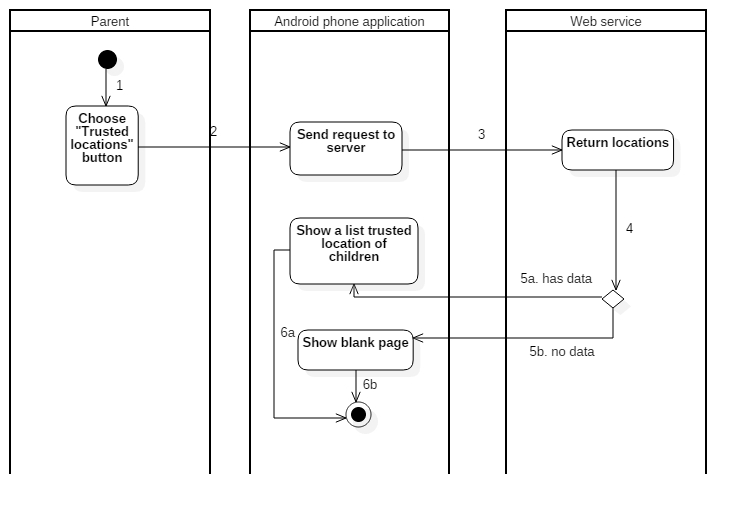 Parent
Android phone application
Web service
1
Choose
"Trusted
locations"
button
2
Send request to
server
3
Return locations
4
Show a list trusted
location of
children
5a. has data
6a
Show blank page
5b. no data
6b